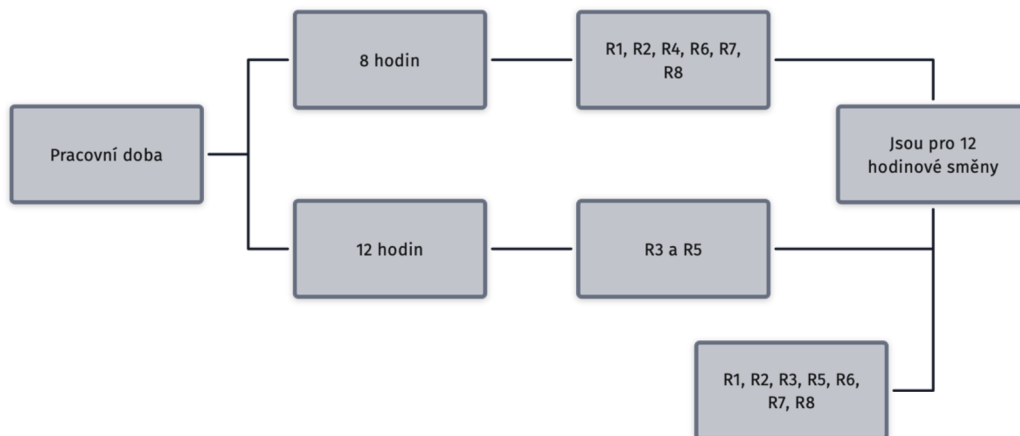 8 hodin
R1, R2, R4, R6, R7,
R8
Pracovní doba
Jsou pro 12
hodinové směny
12 hodin
R3 a R5
R1, R2, R3, R5, R6,
R7, R8